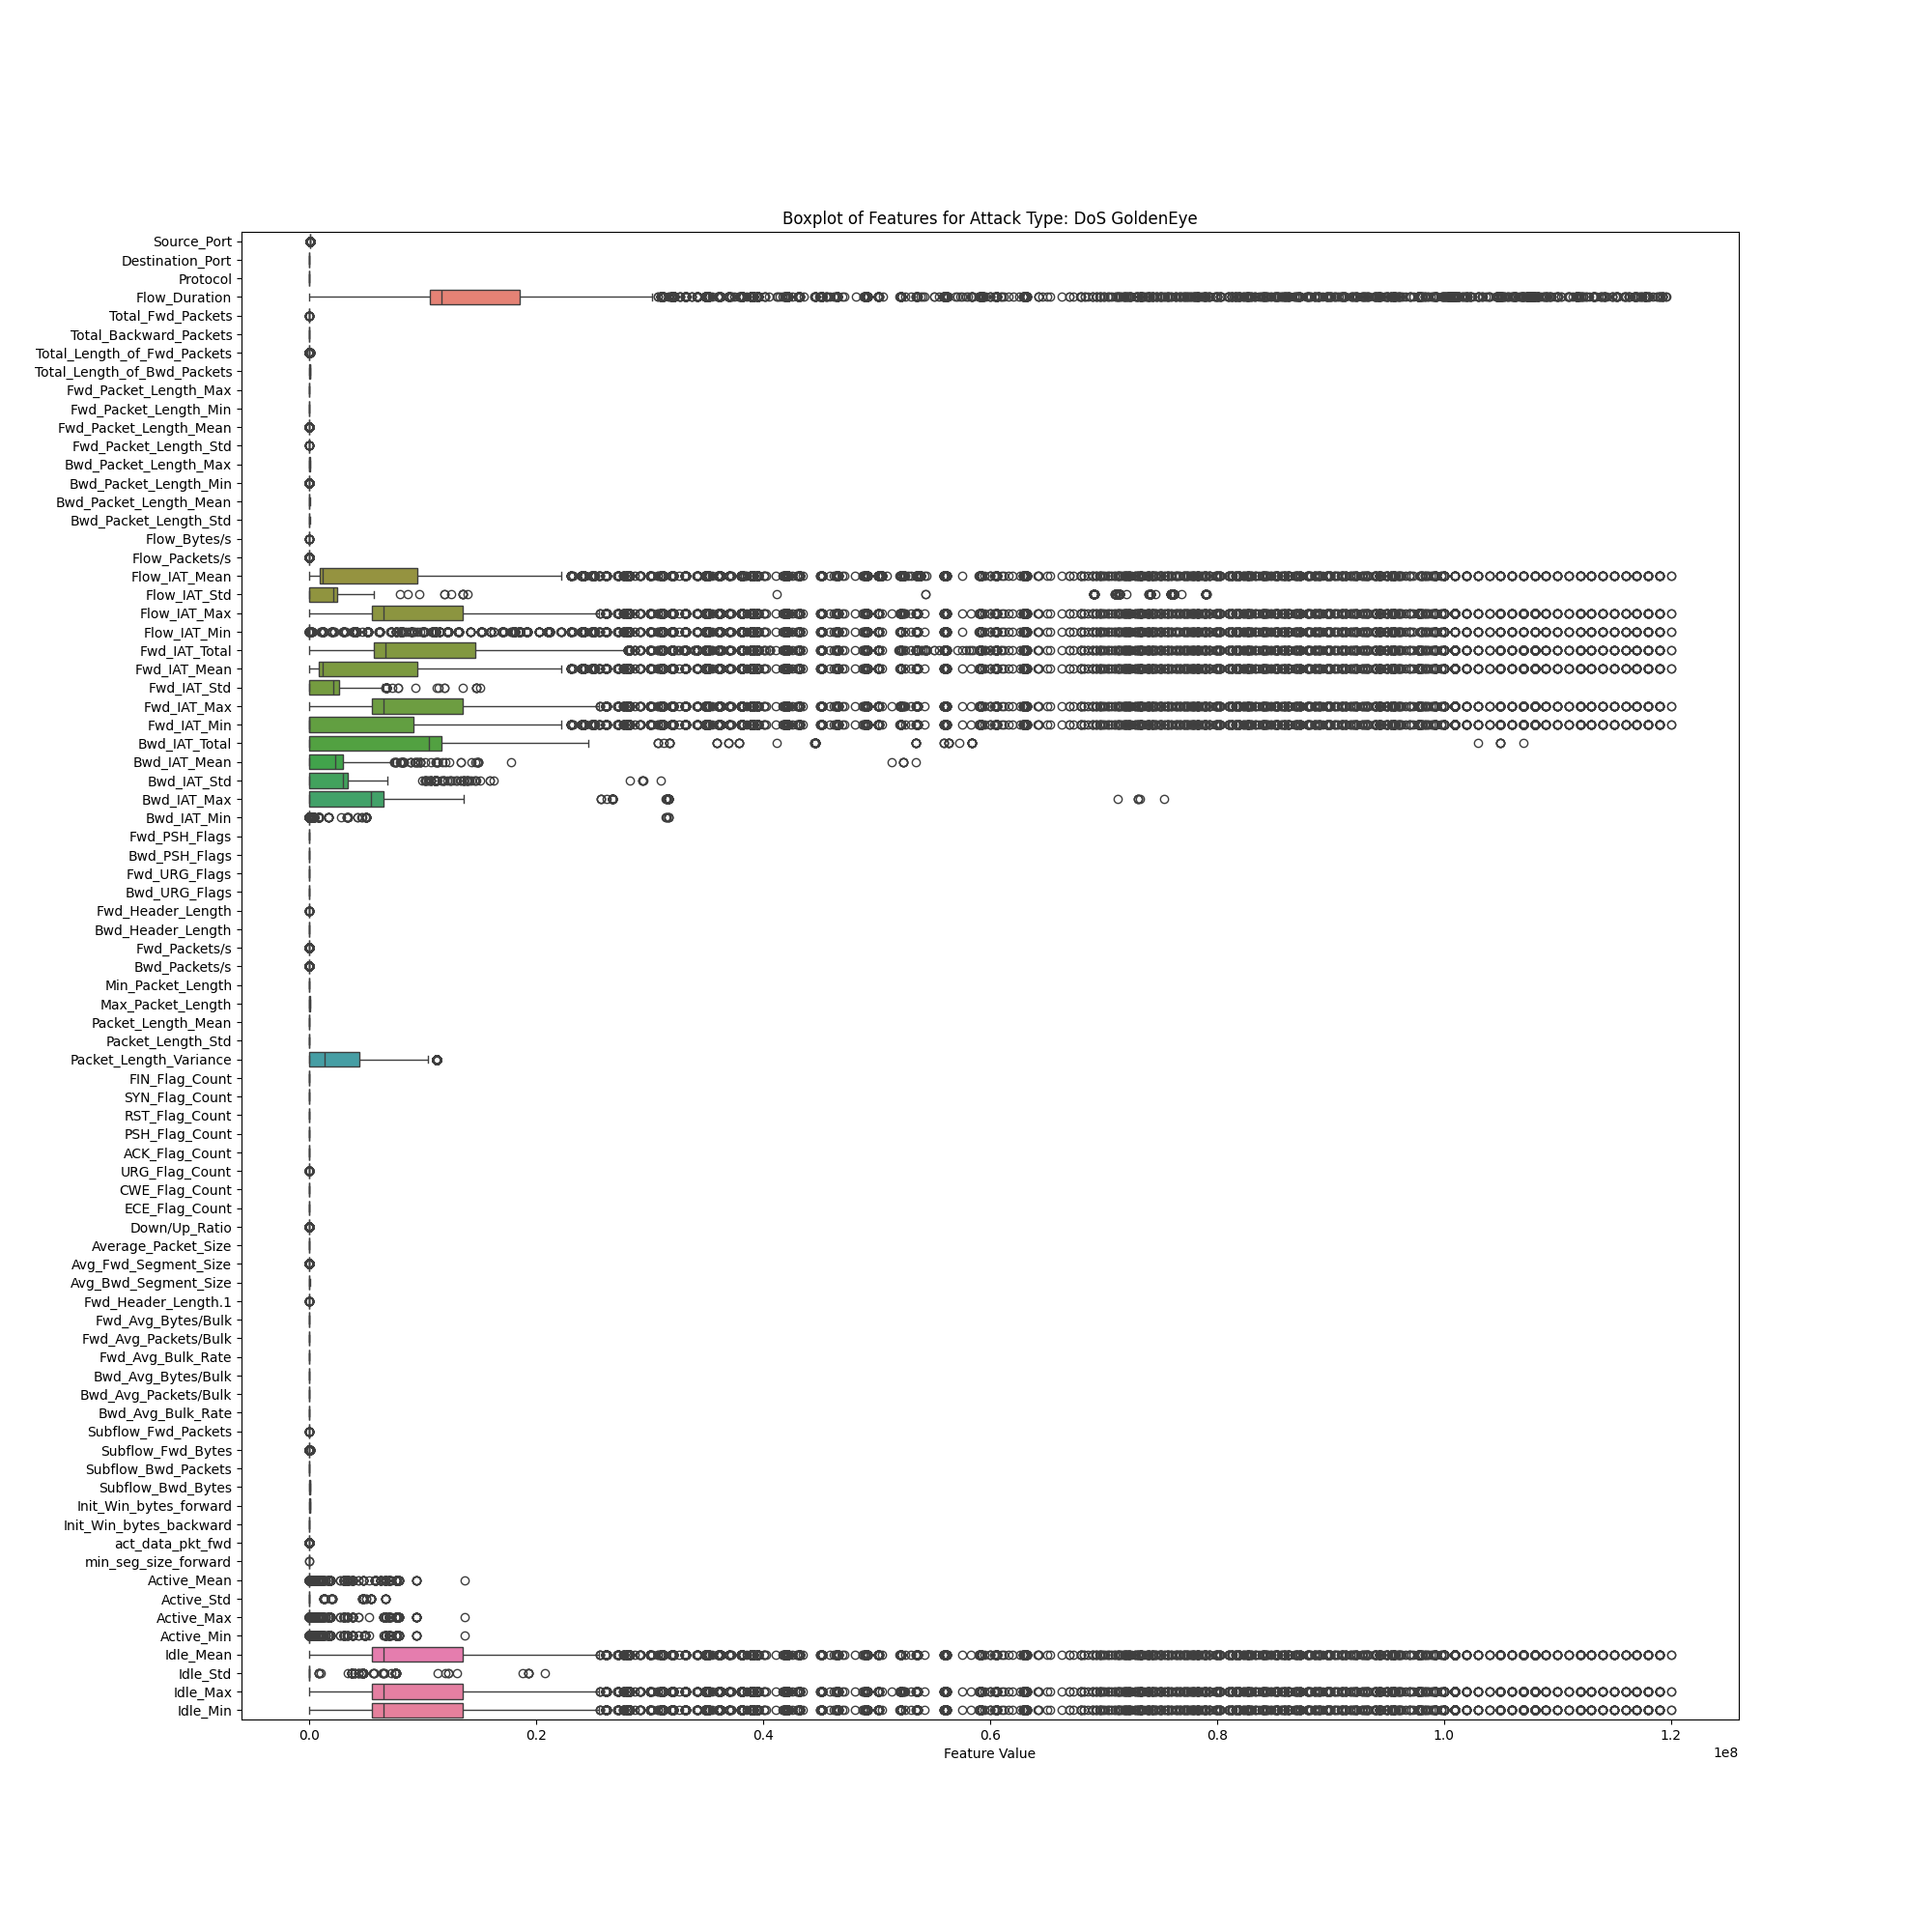 Boxplot of Features for Attack Type: DoS GoldenEye
Source_Port
Destination_Port
Protocol
Flow_Duration
Total_Fwd_Packets
Total_Backward_Packets
Total_Length_of_Fwd_Packets
Total_Length_of_Bwd_Packets
Fwd_Packet_Length_Max
Fwd_Packet_Length_Min
Fwd_Packet_Length_Mean
Fwd_Packet_Length_Std
Bwd_Packet_Length_Max
Bwd_Packet_Length_Min
Bwd_Packet_Length_Mean
Bwd_Packet_Length_Std
Flow_Bytes/s
Flow_Packets/s
Flow_IAT_Mean
Flow_IAT_Std
Flow_IAT_Max
Flow_IAT_Min
Fwd_IAT_Total
Fwd_IAT_Mean
Fwd_IAT_Std
Fwd_IAT_Max
Fwd_IAT_Min
Bwd_IAT_Total
Bwd_IAT_Mean
Bwd_IAT_Std
Bwd_IAT_Max
Bwd_IAT_Min
Fwd_PSH_Flags
Bwd_PSH_Flags
Fwd_URG_Flags
Bwd_URG_Flags
Fwd_Header_Length
Bwd_Header_Length
Fwd_Packets/s
Bwd_Packets/s
Min_Packet_Length
Max_Packet_Length
Packet_Length_Mean
Packet_Length_Std
Packet_Length_Variance
FIN_Flag_Count
SYN_Flag_Count
RST_Flag_Count
PSH_Flag_Count
ACK_Flag_Count
URG_Flag_Count
CWE_Flag_Count
ECE_Flag_Count
Down/Up_Ratio
Average_Packet_Size
Avg_Fwd_Segment_Size
Avg_Bwd_Segment_Size
Fwd_Header_Length.1
Fwd_Avg_Bytes/Bulk
Fwd_Avg_Packets/Bulk
Fwd_Avg_Bulk_Rate
Bwd_Avg_Bytes/Bulk
Bwd_Avg_Packets/Bulk
Bwd_Avg_Bulk_Rate
Subflow_Fwd_Packets
Subflow_Fwd_Bytes
Subflow_Bwd_Packets
Subflow_Bwd_Bytes
Init_Win_bytes_forward
Init_Win_bytes_backward
act_data_pkt_fwd
min_seg_size_forward
Active_Mean
Active_Std
Active_Max
Active_Min
Idle_Mean
Idle_Std
Idle_Max
Idle_Min
0.0 0.2 0.4 0.6 0.8 1.0 1.2
Feature Value
1e8